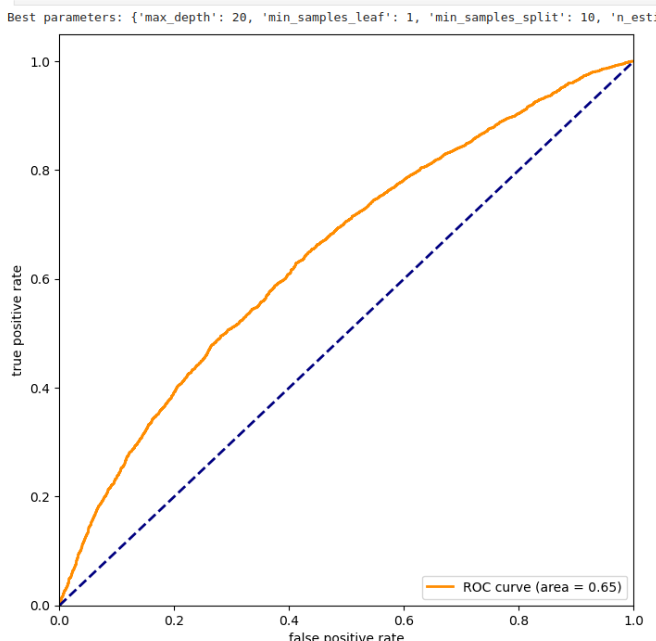 Best parameters: {'max_depth': 20, 'min_samples_leaf': 1, 'min_samples_split': 10, 'n_esti
1.0
0.8
0.6
0.4
0.2
0.0
true positive rate
ROC curve (area = 0.65)
0.0 0.2 0.4 0.6 0.8 1.0
false positive rate